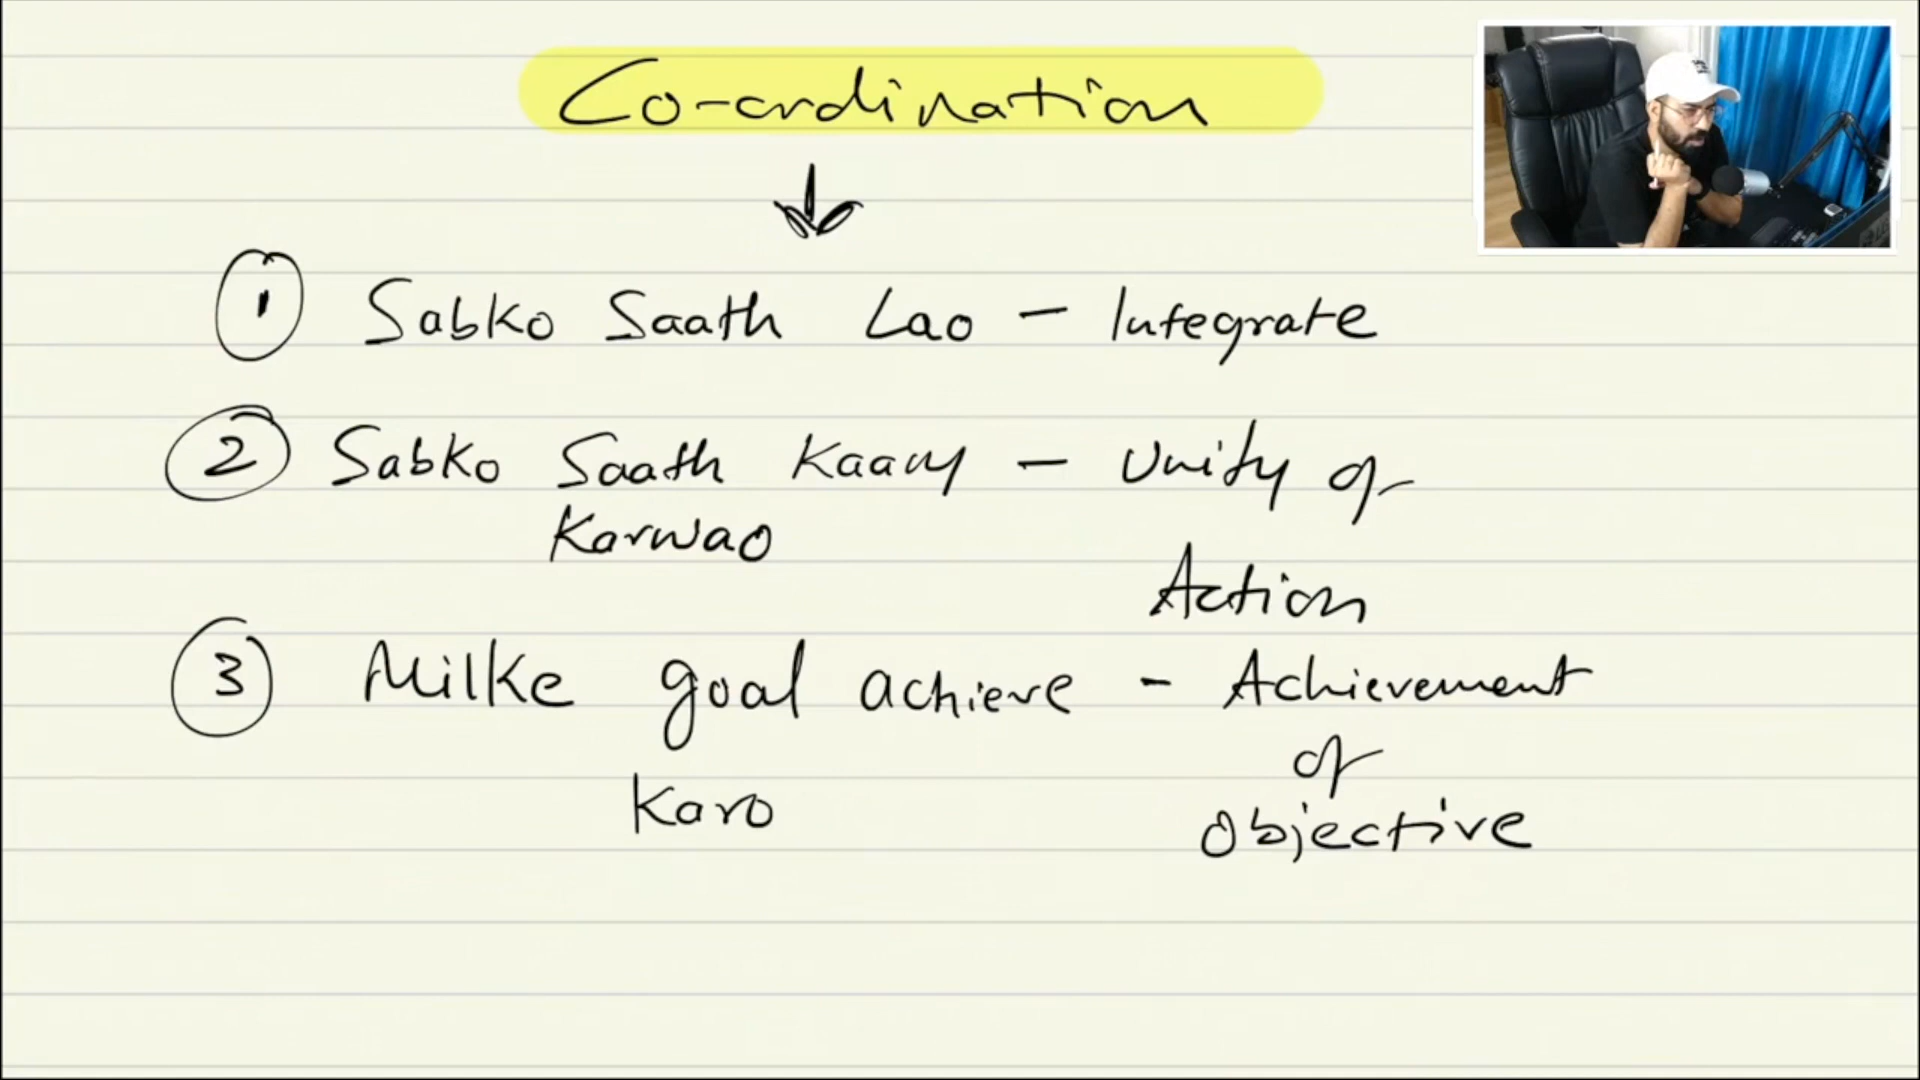 Co-ordination
1 Sabko Saath Lao - Integrate
2 Sabko Saath Kaam - Unity of
Karwao
Action
3 Milke goal achieve - Achievement
Karo
of
Objective